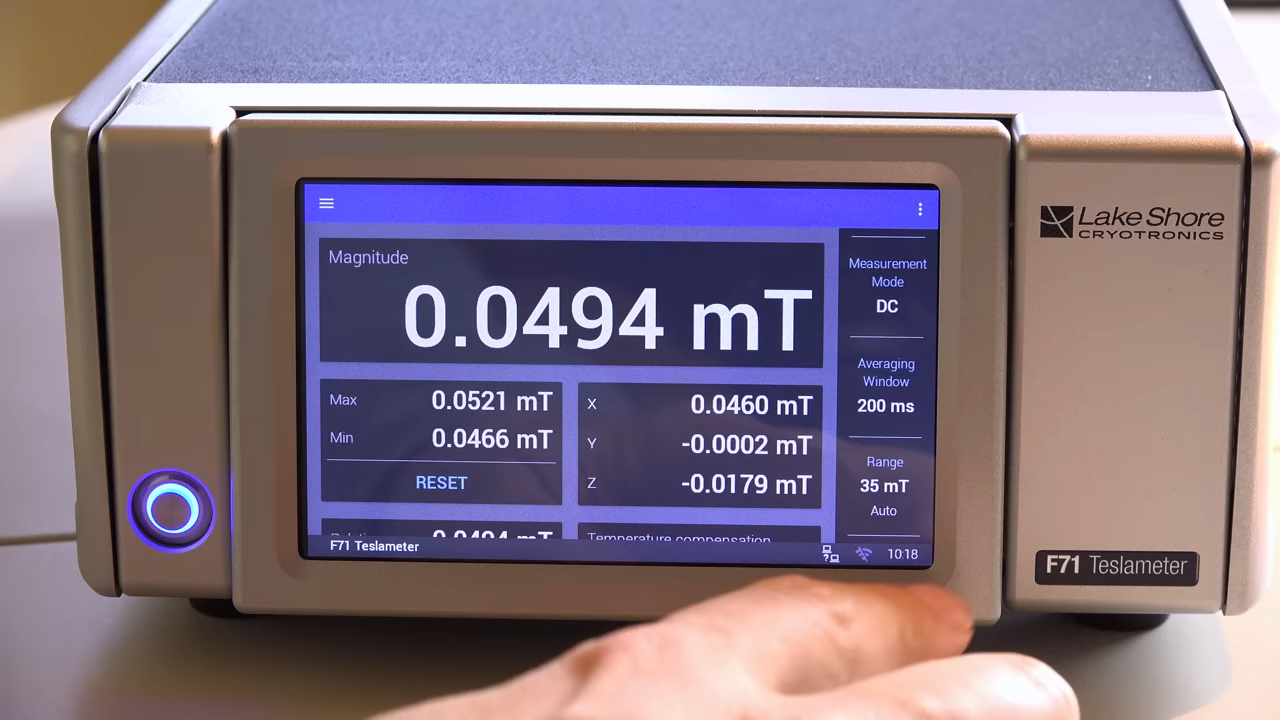 Magnitude
0.0494 mT
Max 0.0521 mT
Min 0.0466 mT
RESET
X 0.0460 mT
Y -0.0002 mT
Z -0.0179 mT
0.0494 mT
Temperature compensation
Measurement
Mode
DC
Averaging
Window
200 ms
Range
35 mT
Auto
F71 Teslameter
10:18
Lake Shore
CRYOTRONICS
F71 Teslameter